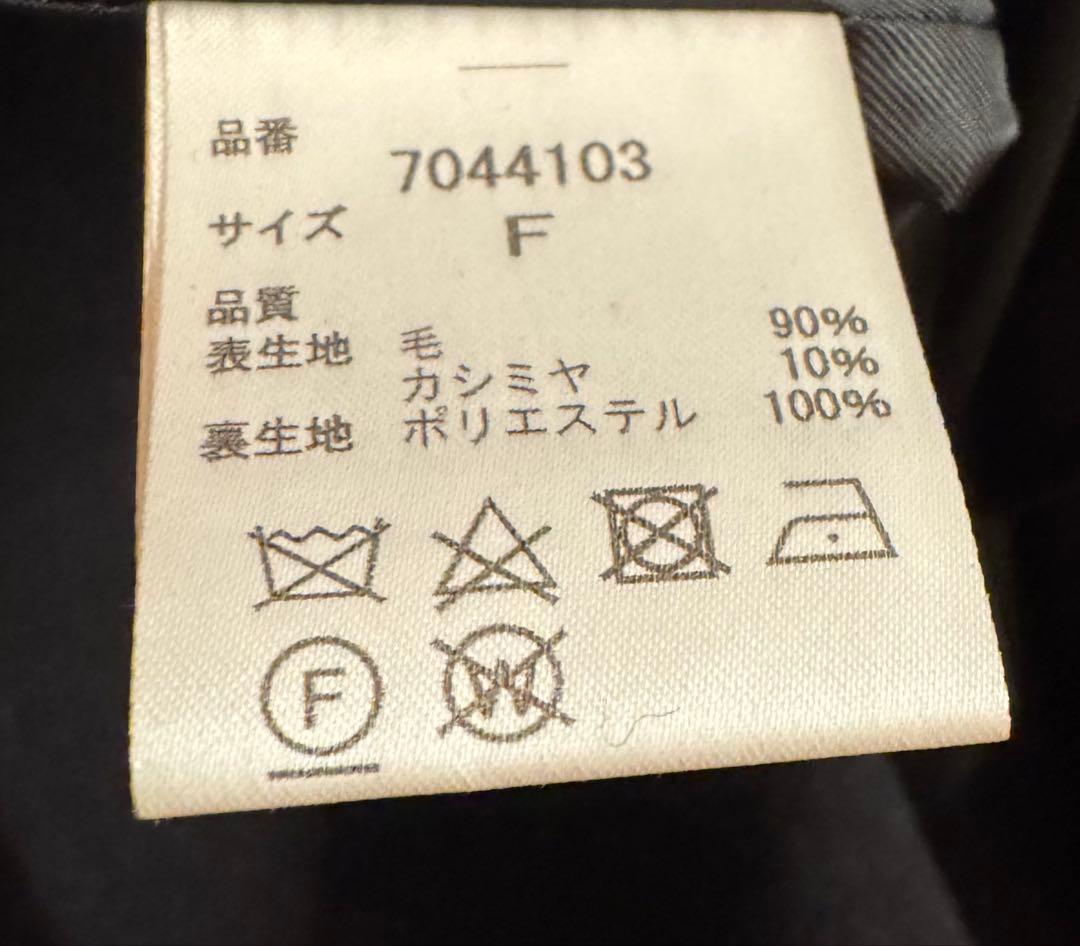 品番 7044103
サイズ F
品質
表生地 毛 90%
カシミヤ 10%
裏生地 ポリエステル 100%
F W